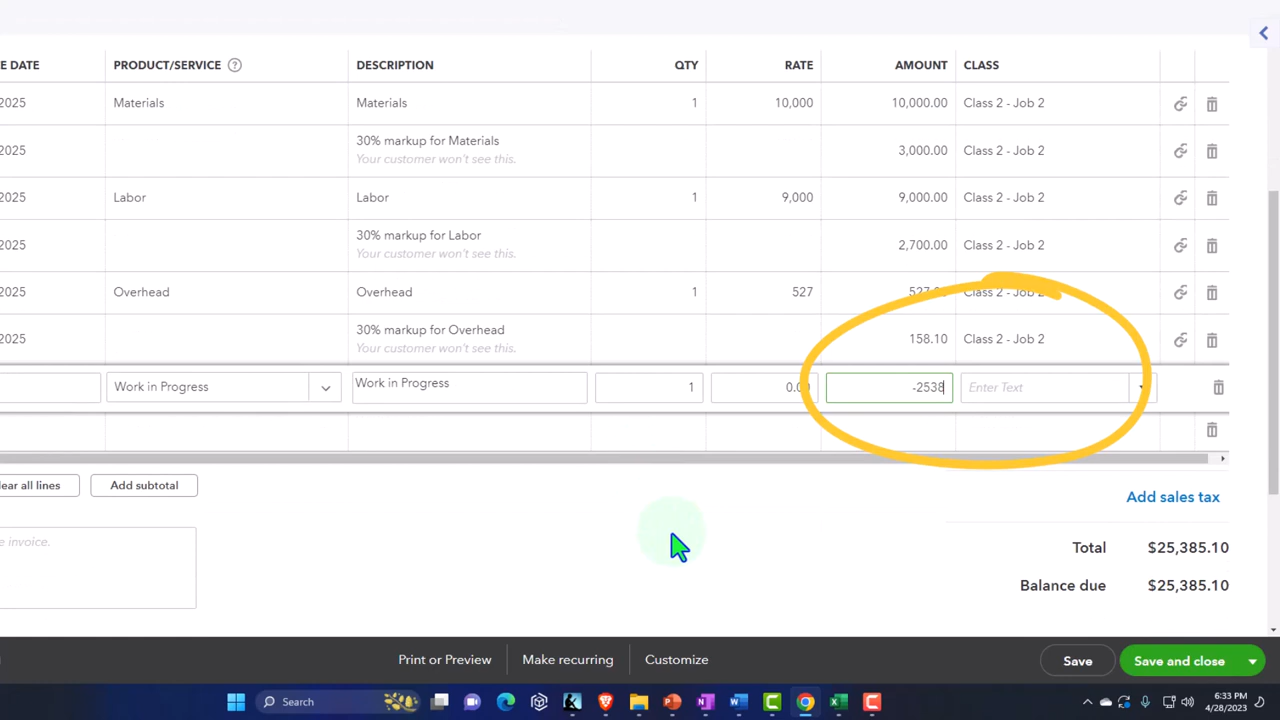 E DATE PRODUCT/SERVICE ? DESCRIPTION QTY RATE AMOUNT CLASS
2025 Materials Materials 1 10,000 10,000.00 Class 2 - Job 2
2025 30% markup for Materials 3,000.00 Class 2 - Job 2
Your customer won't see this.
2025 Labor Labor 1 9,000 9,000.00 Class 2 - Job 2
2025 30% markup for Labor 2,700.00 Class 2 - Job 2
Your customer won't see this.
2025 Overhead Overhead 1 527 Class 2 - Job
2025 30% markup for Overhead 158.10 Class 2 - Job 2
Your customer won't see this.
Work in Progress Work in Progress 1 0.00 -2538 Enter Text
lear all lines Add subtotal
Add sales tax
e invoice.
Total $25,385.10
Balance due $25,385.10
Print or Preview Make recurring Customize Save Save and close
Search
6:33 PM
4/28/2023